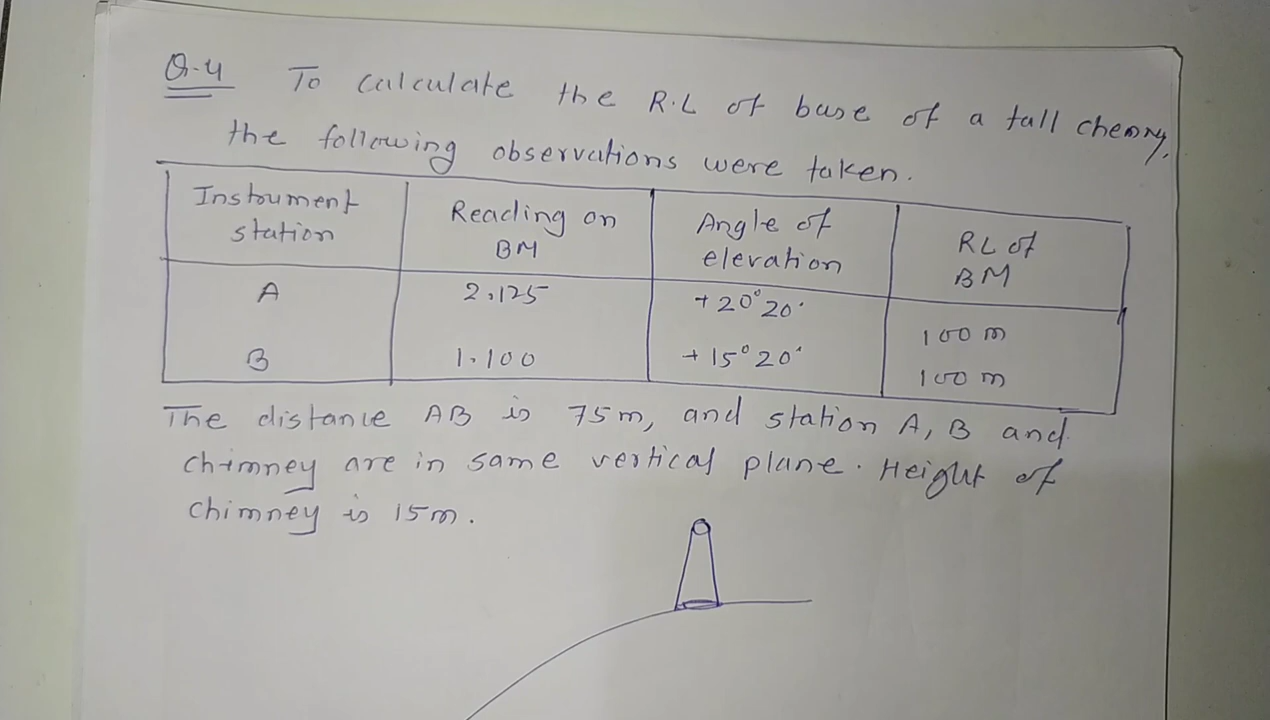 Q-4 To calculate the R.L of base of a tall chemny,
the following observations were taken.
Instrument station Reading on BM Angle of elevation RL of BM
A 2.125 +20°20' 100 m
B 1.100 +15°20' 100 m
The distance AB is 75m, and station A, B and
chimney are in same vertical plane. Height of
chimney is 15m.